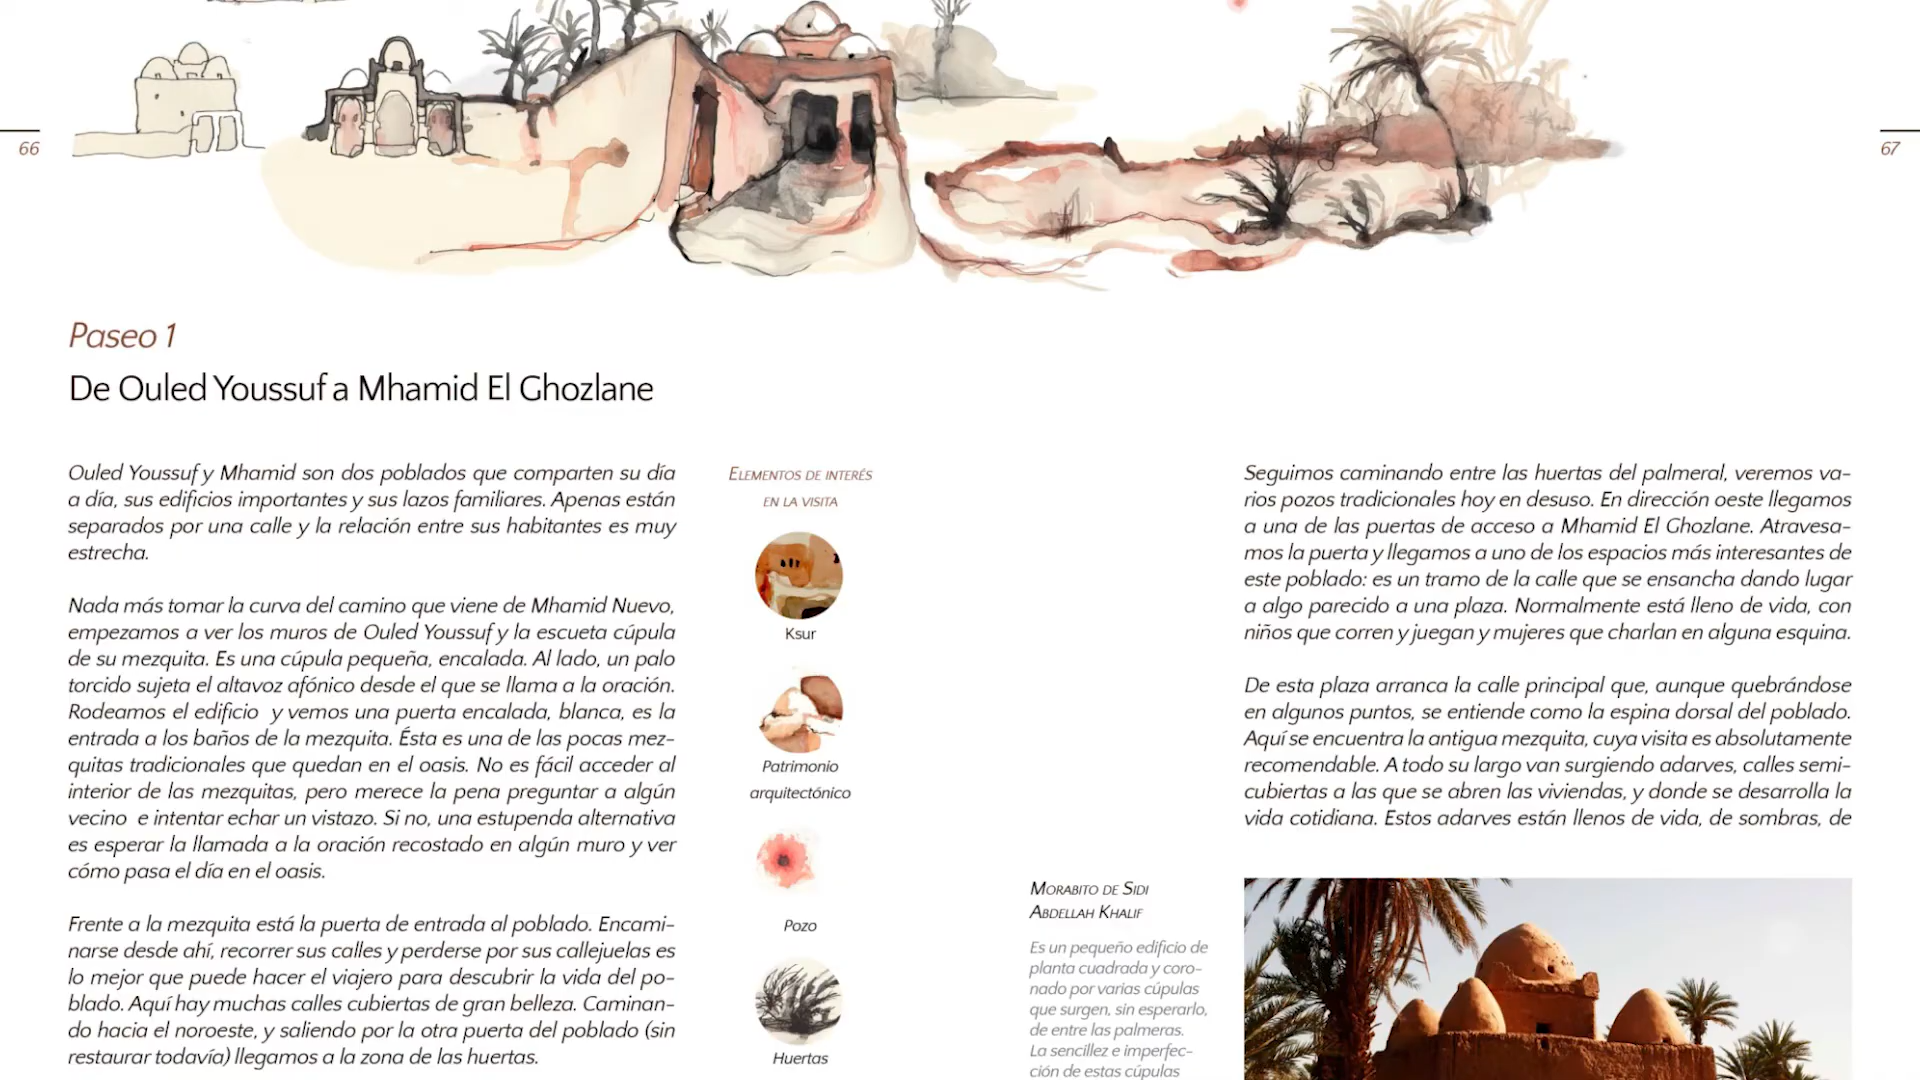 66
67
Paseo 1
De Ouled Youssuf a Mhamid El Ghozlane
Ouled Youssuf y Mhamid son dos poblados que comparten su día
a día, sus edificios importantes y sus lazos familiares. Apenas están
separados por una calle y la relación entre sus habitantes es muy
estrecha.
Nada más tomar la curva del camino que viene de Mhamid Nuevo,
empezamos a ver los muros de Ouled Youssuf y la escueta cúpula
de su mezquita. Es una cúpula pequeña, encalada. Al lado, un palo
torcido sujeta el altavoz afónico desde el que se llama a la oración.
Rodeamos el edificio y vemos una puerta encalada, blanca, es la
entrada a los baños de la mezquita. Ésta es una de las pocas mez-
quitas tradicionales que quedan en el oasis. No es fácil acceder al
interior de las mezquitas, pero merece la pena preguntar a algún
vecino e intentar echar un vistazo. Si no, una estupenda alternativa
es esperar la llamada a la oración recostado en algún muro y ver
cómo pasa el día en el oasis.
Frente a la mezquita está la puerta de entrada al poblado. Encami-
narse desde ahí, recorrer sus calles y perderse por sus callejuelas es
lo mejor que puede hacer el viajero para descubrir la vida del po-
blado. Aquí hay muchas calles cubiertas de gran belleza. Caminan-
do hacia el noroeste, y saliendo por la otra puerta del poblado (sin
restaurar todavía) llegamos a la zona de las huertas.
Elementos de interés
en la visita
Ksur
Patrimonio
arquitectónico
Pozo
Huertas
Morabito de Sidi
Abdellah Khalif
Es un pequeño edificio de
planta cuadrada y coro-
nado por varias cúpulas
que surgen, sin esperarlo,
de entre las palmeras.
La sencillez e imperfec-
ción de estas cúpulas
Seguimos caminando entre las huertas del palmeral, veremos va-
rios pozos tradicionales hoy en desuso. En dirección oeste llegamos
a una de las puertas de acceso a Mhamid El Ghozlane. Atravesa-
mos la puerta y llegamos a uno de los espacios más interesantes de
este poblado: es un tramo de la calle que se ensancha dando lugar
a algo parecido a una plaza. Normalmente está lleno de vida, con
niños que corren y juegan y mujeres que charlan en alguna esquina.
De esta plaza arranca la calle principal que, aunque quebrándose
en algunos puntos, se entiende como la espina dorsal del poblado.
Aquí se encuentra la antigua mezquita, cuya visita es absolutamente
recomendable. A todo su largo van surgiendo adarves, calles semi-
cubiertas a las que se abren las viviendas, y donde se desarrolla la
vida cotidiana. Estos adarves están llenos de vida, de sombras, de